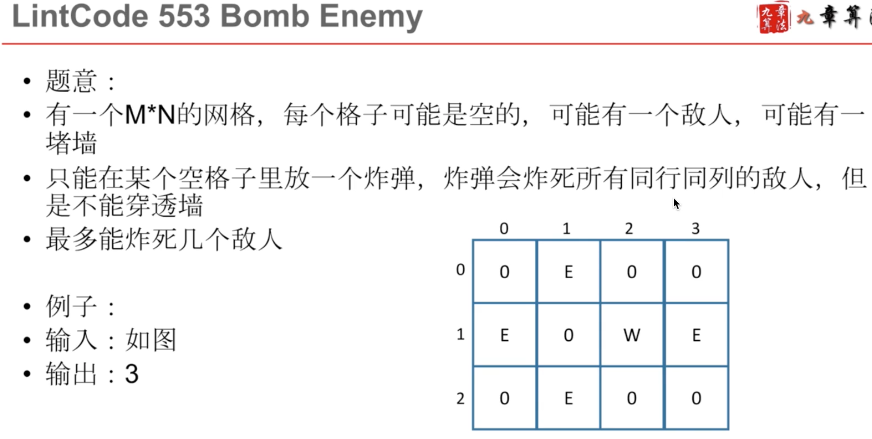 LintCode 553 Bomb Enemy
九章算法
九章算
• 题意：
• 有一个M*N的网格，每个格子可能是空的，可能有一个敌人，可能有一
堵墙
• 只能在某个空格子里放一个炸弹，炸弹会炸死所有同行同列的敌人，但
是不能穿透墙
• 最多能炸死几个敌人
• 例子：
• 输入：如图
• 输出：3
0 1 2 3
0 0 E 0 0
1 E 0 W E
2 0 E 0 0